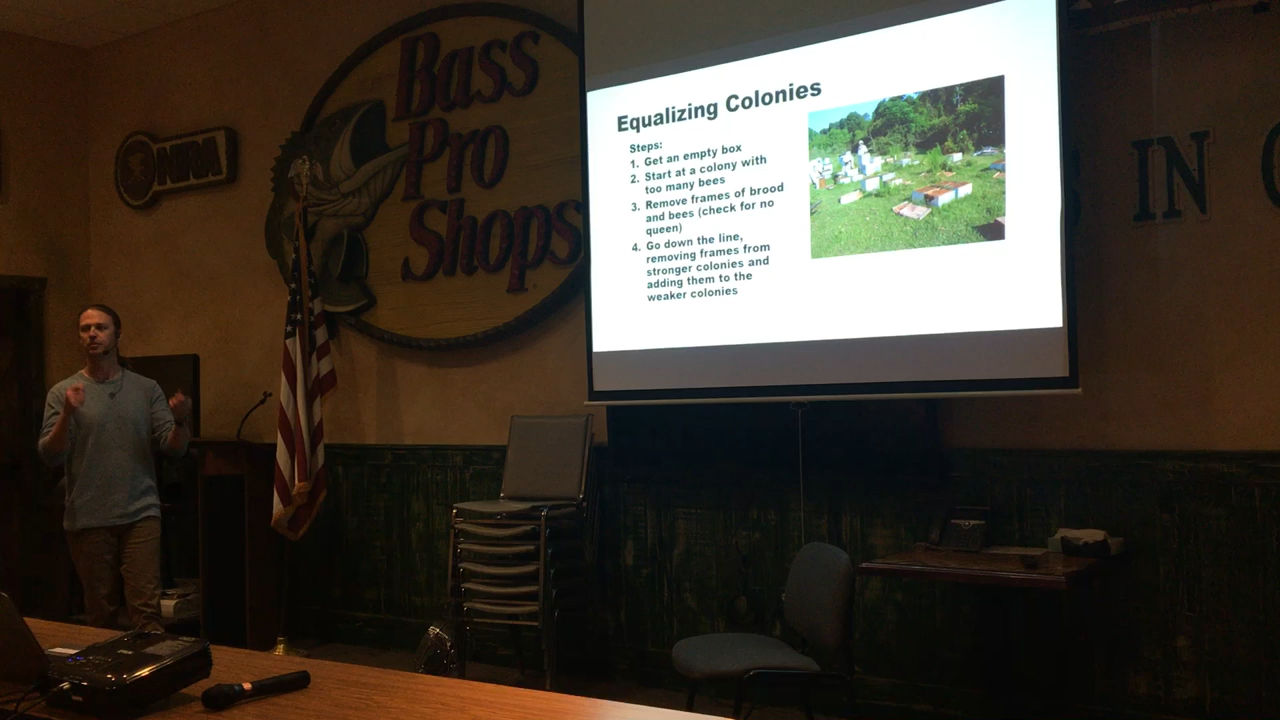 NRA
Bass
Pro
Shops
Equalizing Colonies
Steps:
1. Get an empty box
2. Start at a colony with
too many bees
3. Remove frames of brood
and bees (check for no
queen)
4. Go down the line,
removing frames from
stronger colonies and
adding them to the
weaker colonies
IN